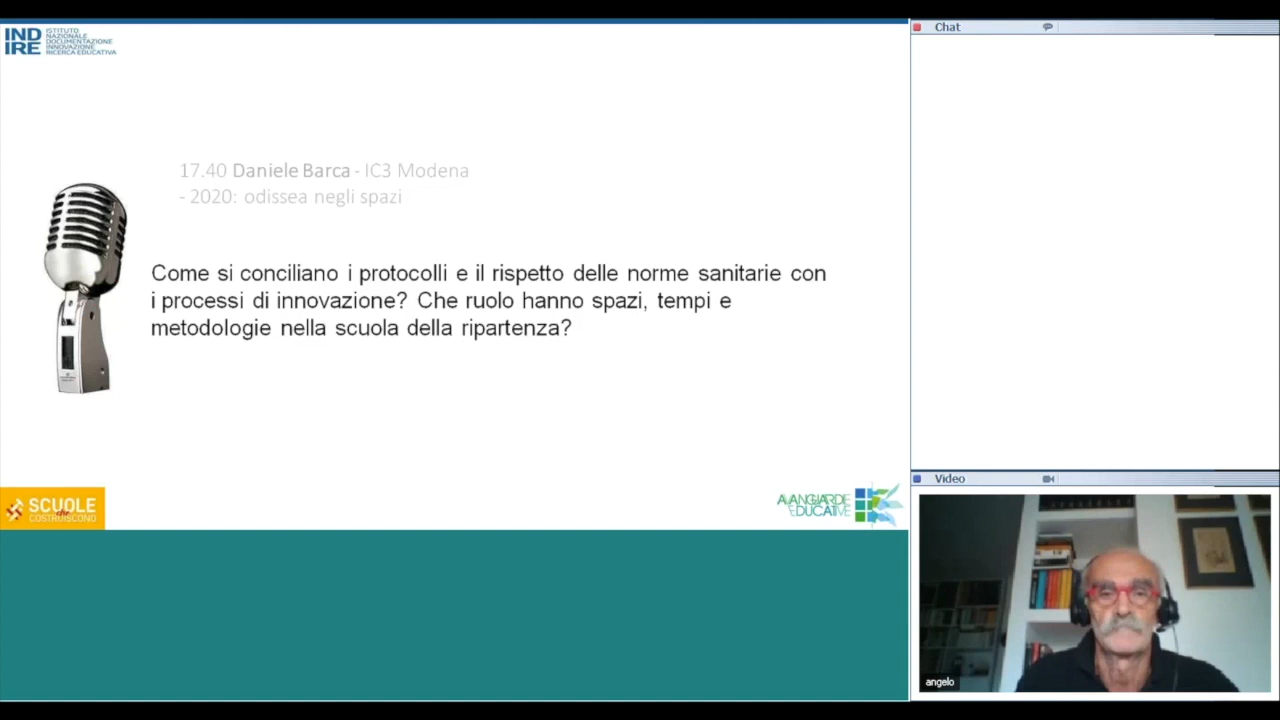 INDIRE
ISTITUTO
NAZIONALE
DOCUMENTAZIONE
INNOVAZIONE
RICERCA EDUCATIVA
17.40 Daniele Barca - IC3 Modena
- 2020: odissea negli spazi
Come si conciliano i protocolli e il rispetto delle norme sanitarie con
i processi di innovazione? Che ruolo hanno spazi, tempi e
metodologie nella scuola della ripartenza?
SCUOLE
che
COSTRUISCONO
AVANGUARDIE
EDUCATIVE
Chat
Video
angelo